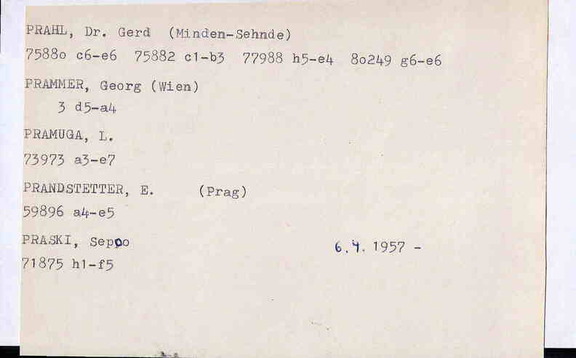 PRAHL, Dr. Gerd (Minden-Sehnde)
7588o c6-e6 75882 c1-b3 77988 h5-e4 8o249 g6-e6
PRAMMER, Georg (Wien)
3 d5-a4
PRAMUGA, L.
73973 a3-e7
PRANDSTETTER, E. (Prag)
59896 a4-e5
PRASKI, Seppo 6.4. 1957 -
71875 h1-f5